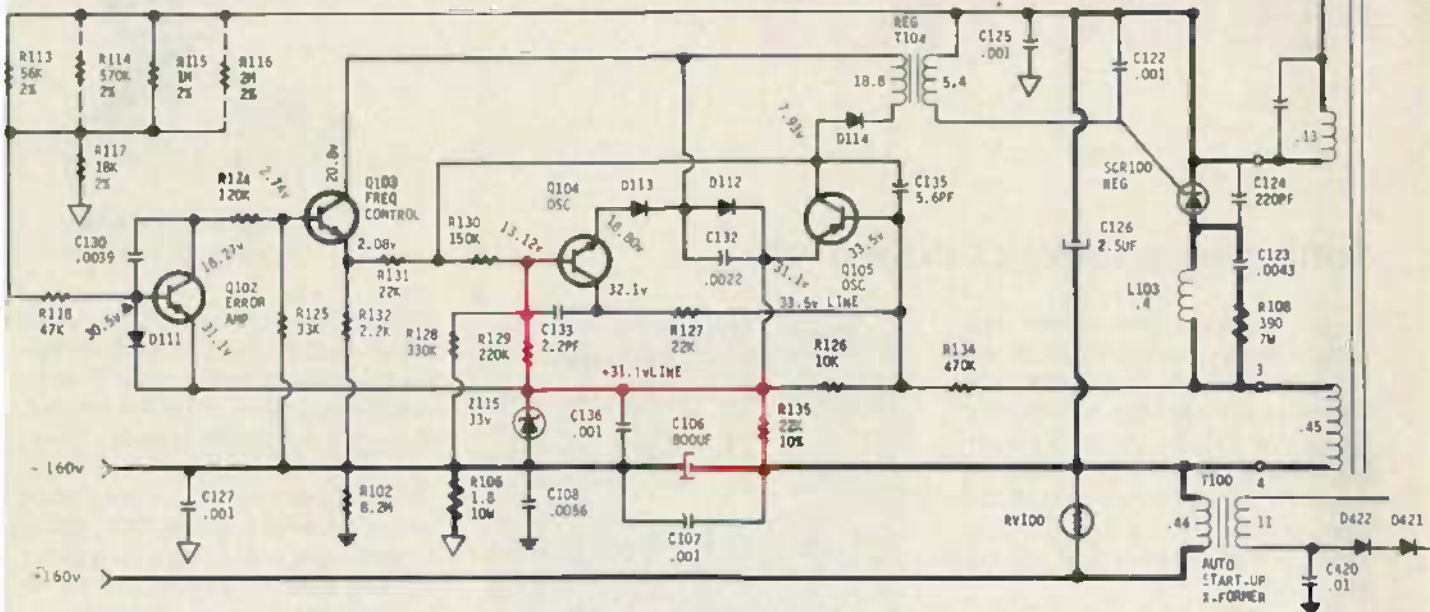 REG
T104
R113
56K
2%
R114
570K
2%
R115
1M
2%
R116
2M
2%
C125
.001
C122
.001
18.8
5.4
.13
D114
7.93v
R117
18K
2%
R124
120K
2.74v
20.8v
Q103
FREQ
CONTROL
Q104
OSC
D113
D112
C135
5.6PF
SCR100
REG
C124
220PF
C130
.0039
R130
150K
13.12v
18.80v
C132
.0022
33.5v
Q105
OSC
C126
2.5UF
18.27v
2.08v
R131
22K
32.1v
31.1v
33.5v LINE
C123
.0043
Q102
ERROR
AMP
R118
47K
30.5v
D111
31.1v
R125
33K
R132
2.2K
R128
330K
R129
220K
C133
2.2PF
R127
22K
L103
.4
R108
390
7W
R126
10K
R134
470K
+31.1vLINE
3
Z115
33v
C136
.001
C106
800UF
R135
22K
10%
.45
-160v
4
C127
.001
R102
8.2M
R106
1.8
10W
C108
.0056
C107
.001
RV100
T100
.44
11
D422
D421
+160v
AUTO
START-UP
X-FORMER
C420
.01